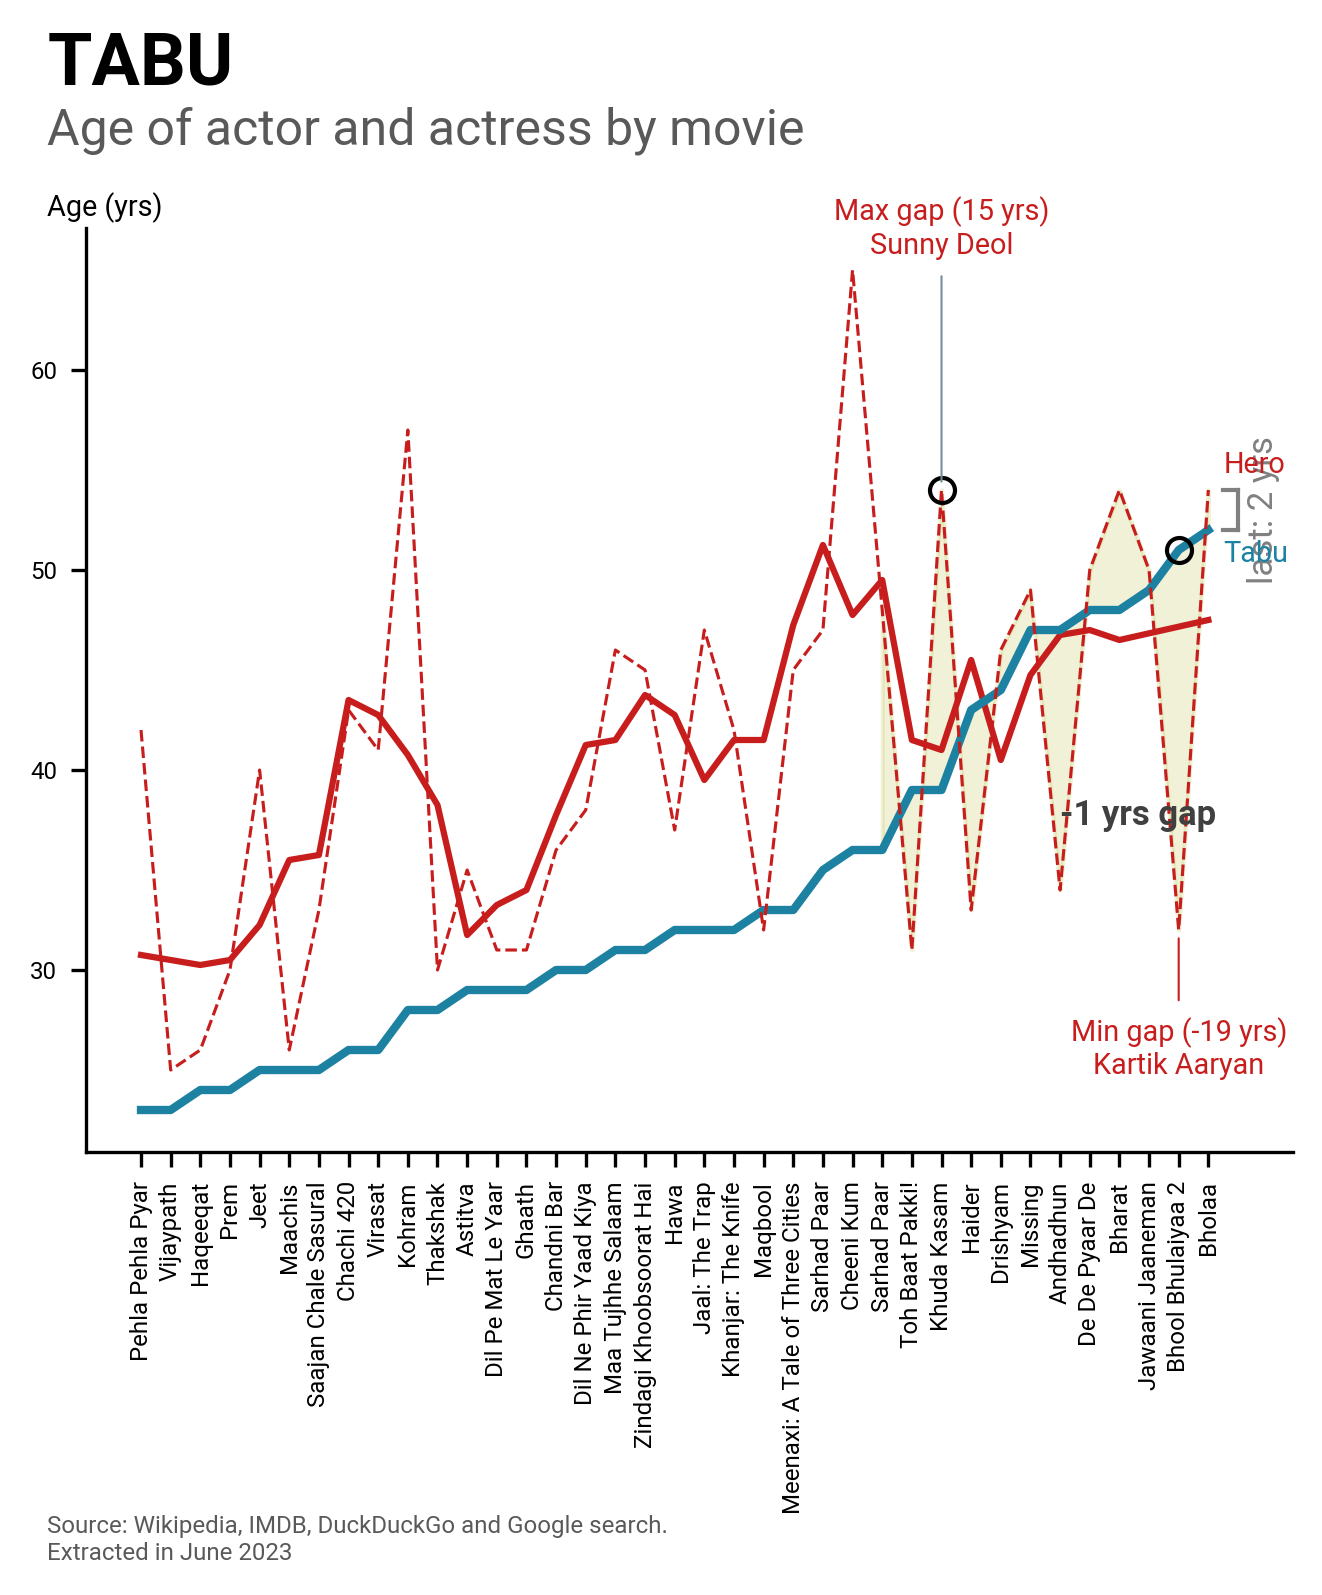 TABU
Age of actor and actress by movie
Age (yrs)
Max gap (15 yrs)
Sunny Deol
60
50
40
30
Hero
last: 2 yrs
Tabu
-1 yrs gap
Min gap (-19 yrs)
Kartik Aaryan
Pehla Pehla Pyar
Vijaypath
Haqeeqat
Prem
Jeet
Maachis
Saajan Chale Sasural
Chachi 420
Virasat
Kohram
Thakshak
Astitva
Dil Pe Mat Le Yaar
Ghaath
Chandni Bar
Dil Ne Phir Yaad Kiya
Maa Tujhhe Salaam
Zindagi Khoobsoorat Hai
Hawa
Jaal: The Trap
Khanjar: The Knife
Maqbool
Meenaxi: A Tale of Three Cities
Sarhad Paar
Cheeni Kum
Sarhad Paar
Toh Baat Pakki!
Khuda Kasam
Haider
Drishyam
Missing
Andhadhun
De De Pyaar De
Bharat
Jawaani Jaaneman
Bhool Bhulaiyaa 2
Bholaa
Source: Wikipedia, IMDB, DuckDuckGo and Google search.
Extracted in June 2023